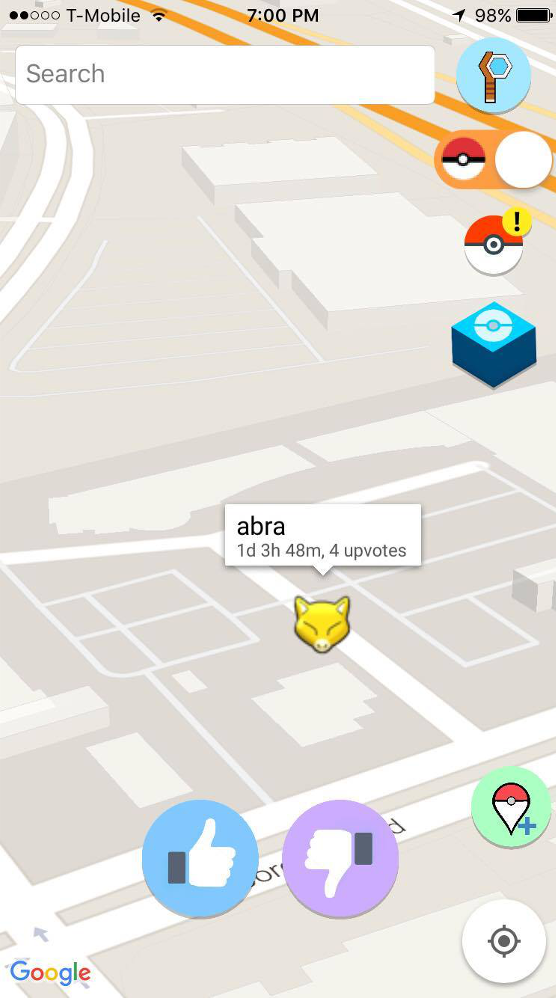 T-Mobile 7:00 PM 98%
Search
!
abra
1d 3h 48m, 4 upvotes
Google